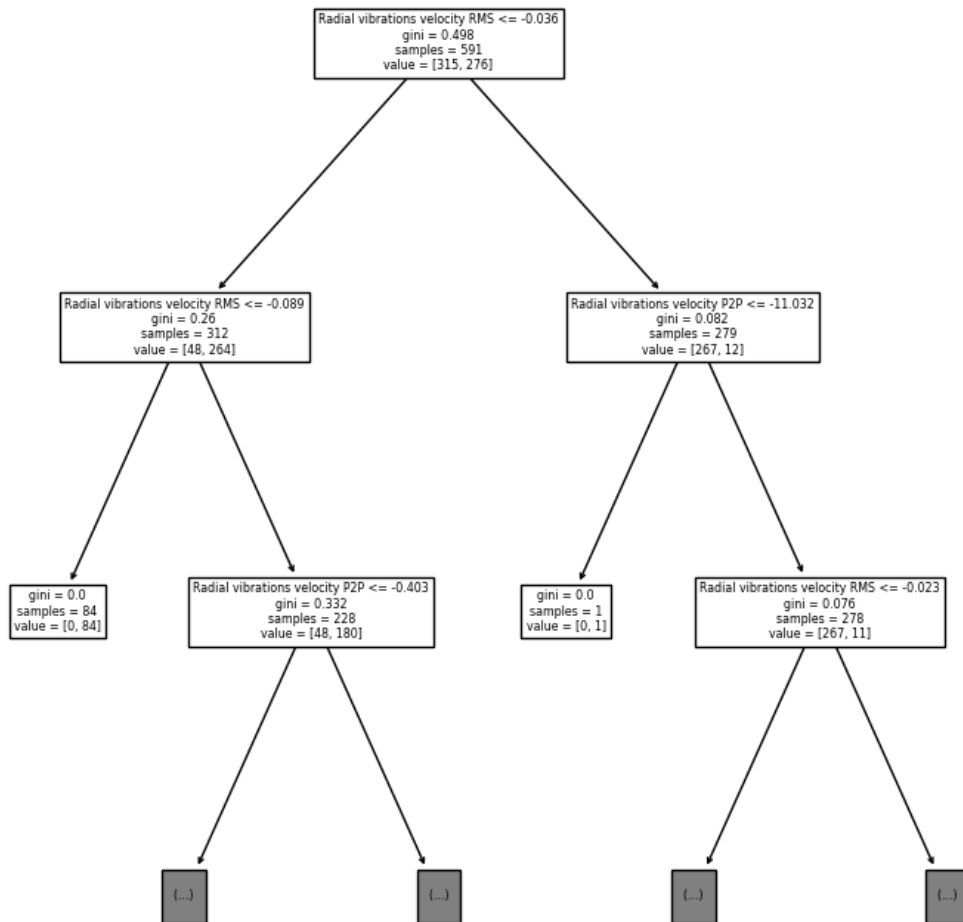 Radial vibrations velocity RMS <= -0.036
gini = 0.498
samples = 591
value = [315, 276]
Radial vibrations velocity RMS <= -0.089
gini = 0.26
samples = 312
value = [48, 264]
Radial vibrations velocity P2P <= -11.032
gini = 0.082
samples = 279
value = [267, 12]
gini = 0.0
samples = 84
value = [0, 84]
Radial vibrations velocity P2P <= -0.403
gini = 0.332
samples = 228
value = [48, 180]
gini = 0.0
samples = 1
value = [0, 1]
Radial vibrations velocity RMS <= -0.023
gini = 0.076
samples = 278
value = [267, 11]
(...)
(...)
(...)
(...)